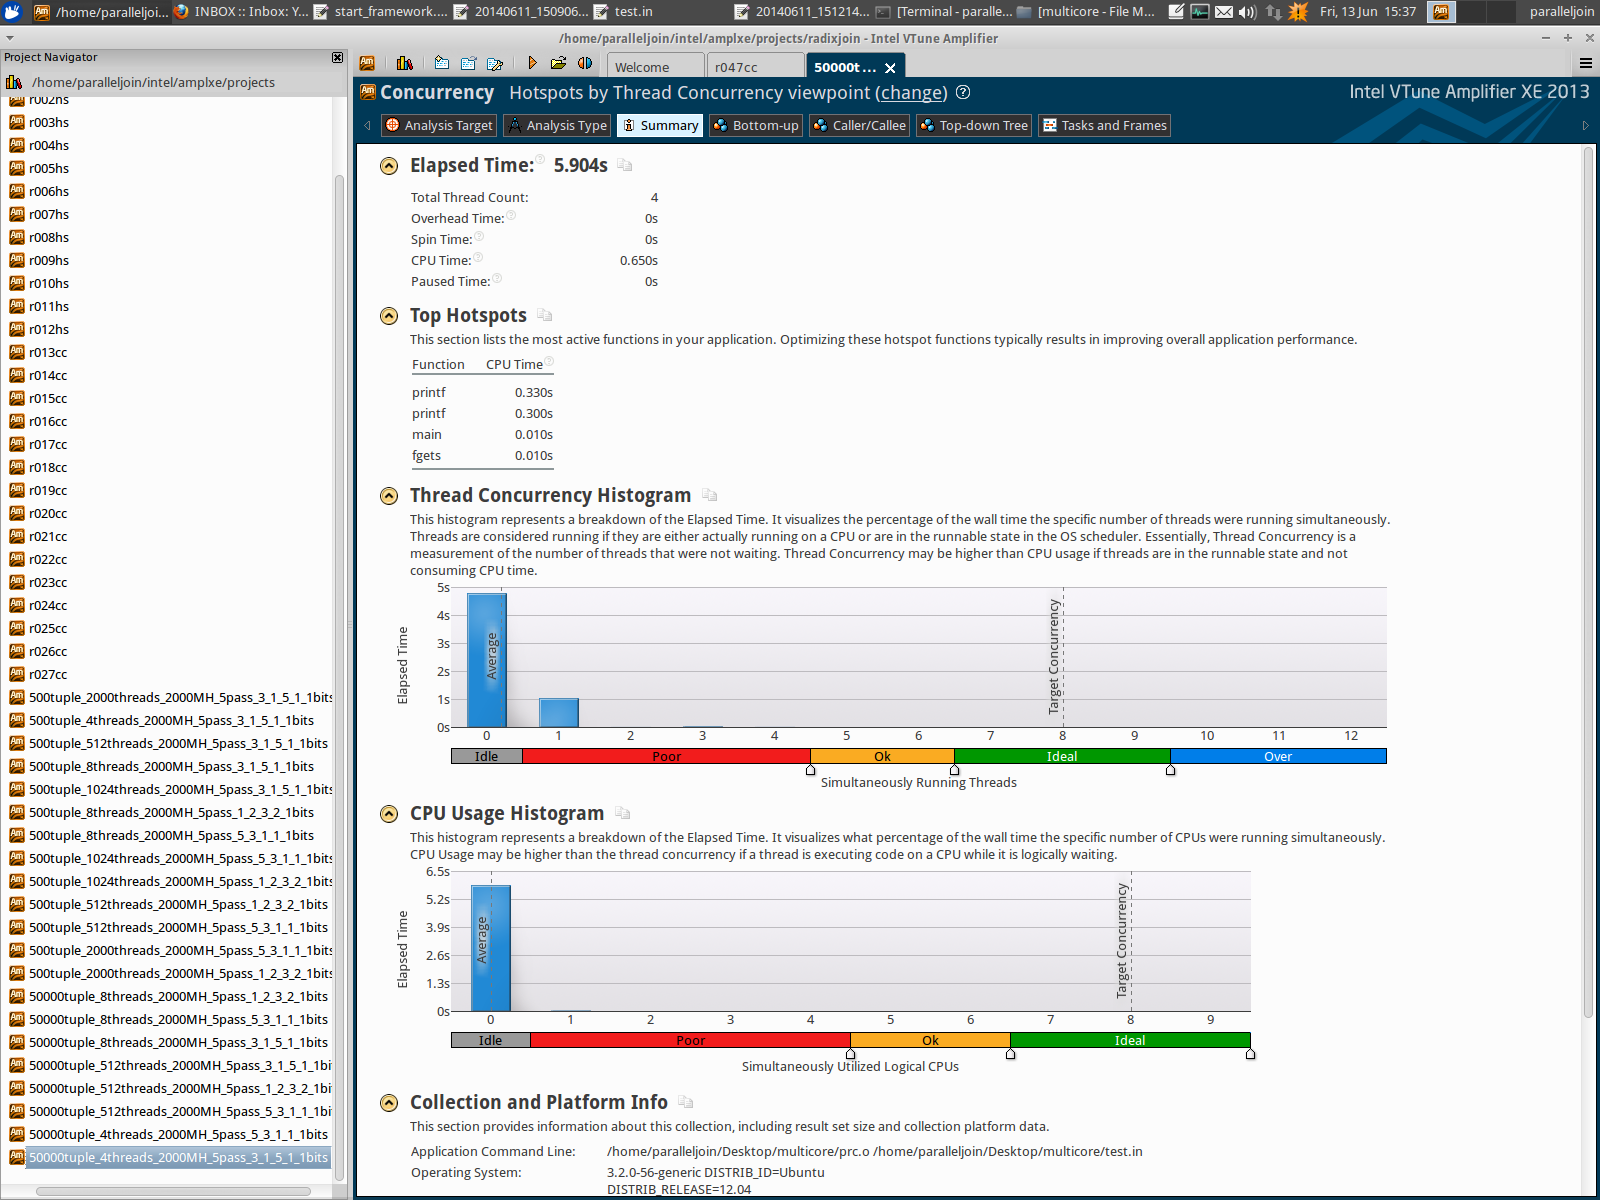 /home/paralleljoi...
INBOX :: Inbox: Y...
start_framework....
20140611_150906...
test.in
20140611_151214...
[Terminal - paralle...
[multicore - File M...
Fri, 13 Jun 15:37
paralleljoin
/home/paralleljoin/intel/amplxe/projects/radixjoin - Intel VTune Amplifier
Project Navigator
/home/paralleljoin/intel/amplxe/projects
r002hs
r003hs
r004hs
r005hs
r006hs
r007hs
r008hs
r009hs
r010hs
r011hs
r012hs
r013cc
r014cc
r015cc
r016cc
r017cc
r018cc
r019cc
r020cc
r021cc
r022cc
r023cc
r024cc
r025cc
r026cc
r027cc
500tuple_2000threads_2000MH_5pass_3_1_5_1_1bits
500tuple_4threads_2000MH_5pass_3_1_5_1_1bits
500tuple_512threads_2000MH_5pass_3_1_5_1_1bits
500tuple_8threads_2000MH_5pass_3_1_5_1_1bits
500tuple_1024threads_2000MH_5pass_3_1_5_1_1bits
500tuple_8threads_2000MH_5pass_1_2_3_2_1bits
500tuple_8threads_2000MH_5pass_5_3_1_1_1bits
500tuple_1024threads_2000MH_5pass_5_3_1_1_1bits
500tuple_1024threads_2000MH_5pass_1_2_3_2_1bits
500tuple_512threads_2000MH_5pass_1_2_3_2_1bits
500tuple_512threads_2000MH_5pass_5_3_1_1_1bits
500tuple_2000threads_2000MH_5pass_5_3_1_1_1bits
500tuple_2000threads_2000MH_5pass_1_2_3_2_1bits
50000tuple_8threads_2000MH_5pass_1_2_3_2_1bits
50000tuple_8threads_2000MH_5pass_5_3_1_1_1bits
50000tuple_8threads_2000MH_5pass_3_1_5_1_1bits
50000tuple_512threads_2000MH_5pass_3_1_5_1_1bi
50000tuple_512threads_2000MH_5pass_1_2_3_2_1bi
50000tuple_512threads_2000MH_5pass_5_3_1_1_1bi
50000tuple_4threads_2000MH_5pass_5_3_1_1_1bits
50000tuple_4threads_2000MH_5pass_3_1_5_1_1bits
Welcome
r047cc
50000t ...
Concurrency Hotspots by Thread Concurrency viewpoint (change)
Intel VTune Amplifier XE 2013
Analysis Target
Analysis Type
Summary
Bottom-up
Caller/Callee
Top-down Tree
Tasks and Frames
Elapsed Time: 5.904s
Total Thread Count: 4
Overhead Time: 0s
Spin Time: 0s
CPU Time: 0.650s
Paused Time: 0s
Top Hotspots
This section lists the most active functions in your application. Optimizing these hotspot functions typically results in improving overall application performance.
Function CPU Time
printf 0.330s
printf 0.300s
main 0.010s
fgets 0.010s
Thread Concurrency Histogram
This histogram represents a breakdown of the Elapsed Time. It visualizes the percentage of the wall time the specific number of threads were running simultaneously.
Threads are considered running if they are either actually running on a CPU or are in the runnable state in the OS scheduler. Essentially, Thread Concurrency is a
measurement of the number of threads that were not waiting. Thread Concurrency may be higher than CPU usage if threads are in the runnable state and not
consuming CPU time.
5s
4s
3s
2s
1s
0s
Elapsed Time
Average
Target Concurrency
0 1 2 3 4 5 6 7 8 9 10 11 12
Idle Poor Ok Ideal Over
Simultaneously Running Threads
CPU Usage Histogram
This histogram represents a breakdown of the Elapsed Time. It visualizes what percentage of the wall time the specific number of CPUs were running simultaneously.
CPU Usage may be higher than the thread concurrency if a thread is executing code on a CPU while it is logically waiting.
6.5s
5.2s
3.9s
2.6s
1.3s
0s
Elapsed Time
Average
Target Concurrency
0 1 2 3 4 5 6 7 8 9
Idle Poor Ok Ideal
Simultaneously Utilized Logical CPUs
Collection and Platform Info
This section provides information about this collection, including result set size and collection platform data.
Application Command Line: /home/paralleljoin/Desktop/multicore/prc.o /home/paralleljoin/Desktop/multicore/test.in
Operating System: 3.2.0-56-generic DISTRIB_ID=Ubuntu
DISTRIB_RELEASE=12.04